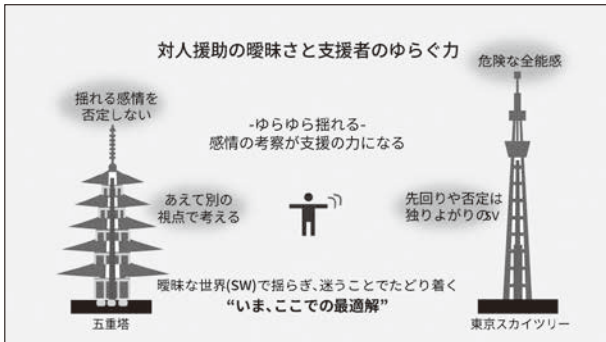 対人援助の曖昧さと支援者のゆらぐ力
危険な全能感
揺れる感情を
否定しない
-ゆらゆら揺れる-
感情の考察が支援の力になる
あえて別の
視点で考える
先回りや否定は
独りよがりのSV
曖昧な世界(SW)で揺らぎ、迷うことでたどり着く
“いま、ここでの最適解”
五重塔
東京スカイツリー